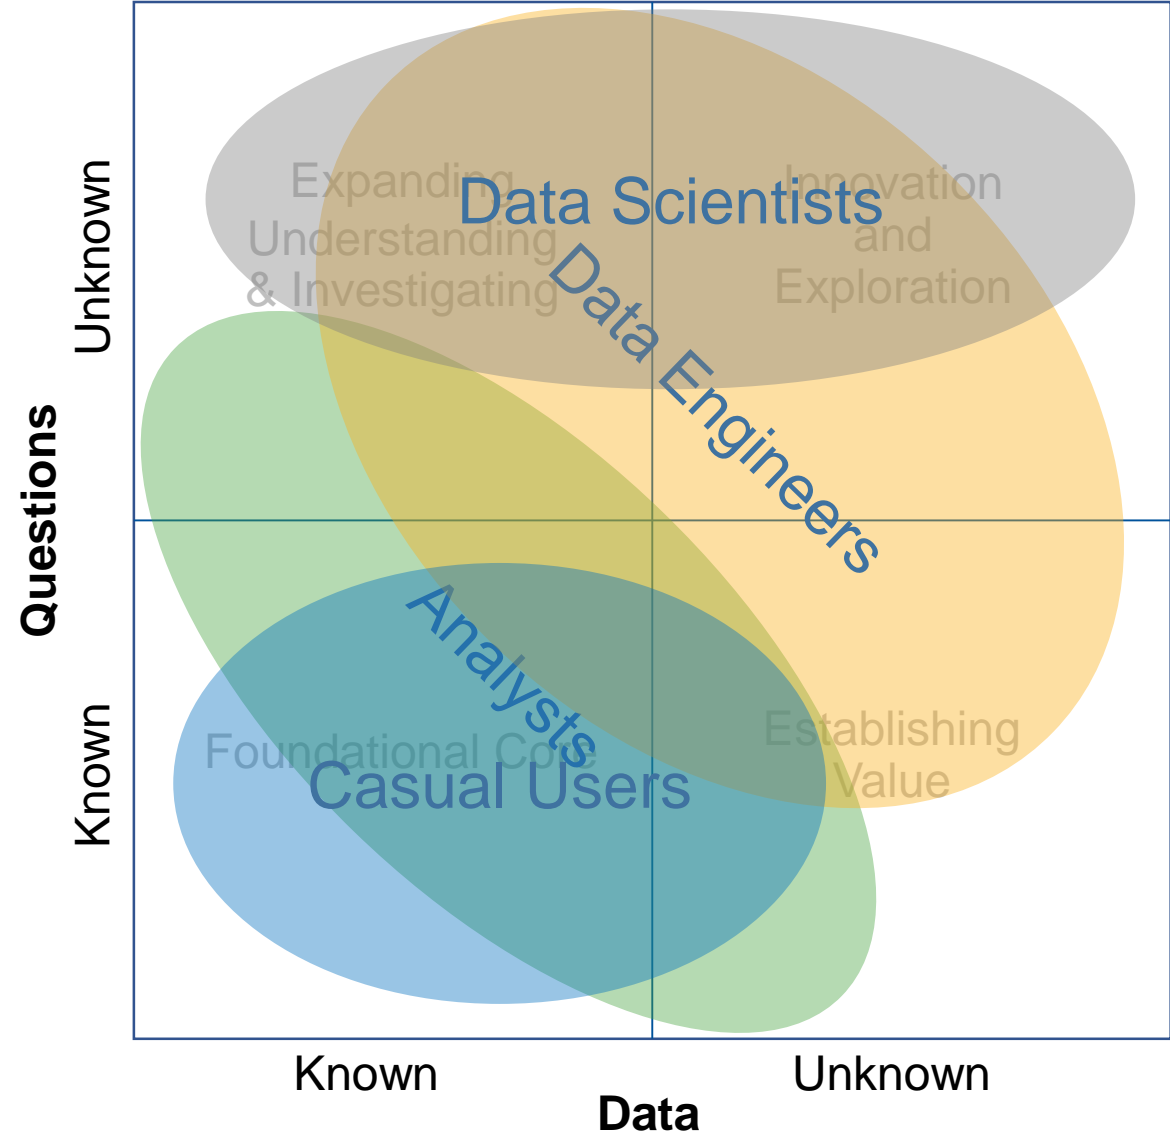 Expanding
Understanding
& Investigating
Innovation
and
Exploration
Data Scientists
Data Engineers
Analysts
Foundational Core
Casual Users
Establishing
Value
Unknown
Known
Questions
Known
Unknown
Data